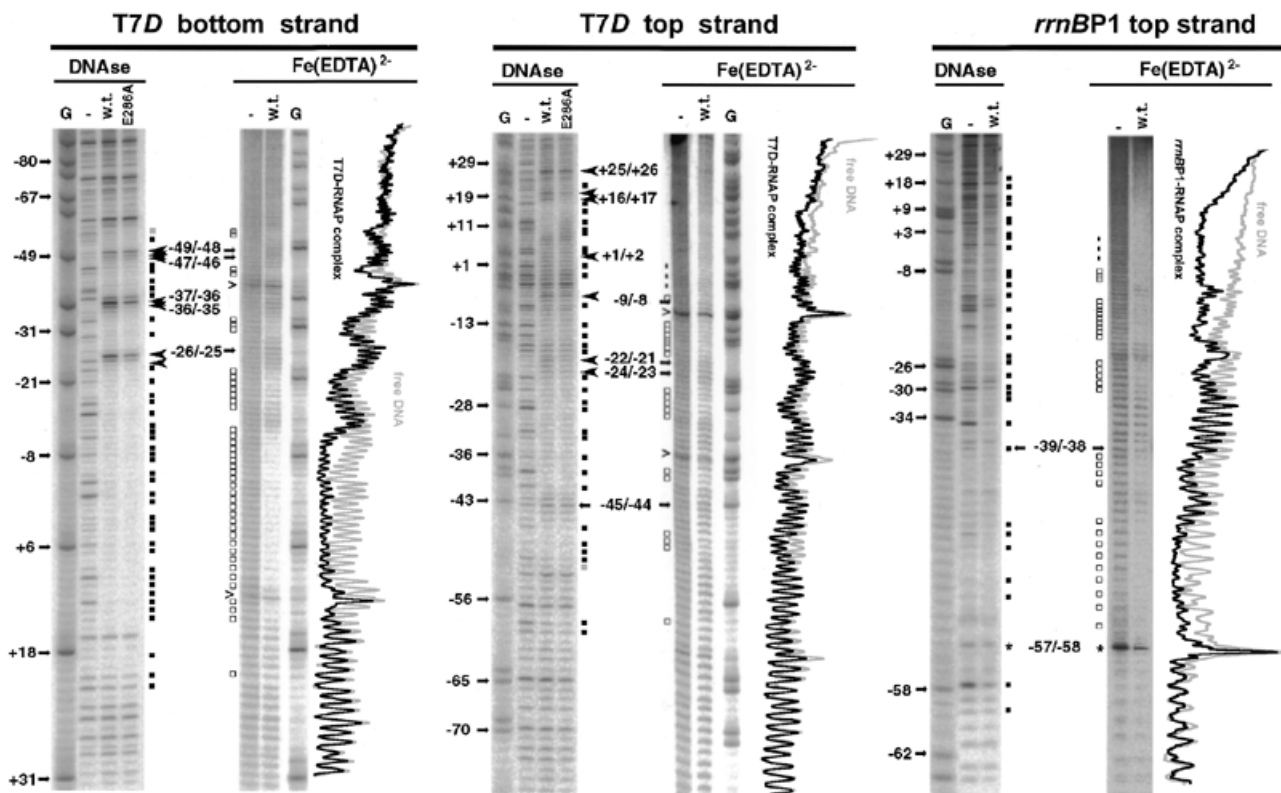 T7D bottom strand
DNAse
Fe(EDTA)2-
G
-
w.t.
E286A
-
w.t.
G
-80
-67
-49
-31
-21
-8
+6
+18
+31
-49/-48
-47/-46
-37/-36
-36/-35
-26/-25
>
>
T7D-RNAP complex
free DNA
T7D top strand
DNAse
Fe(EDTA)2-
G
-
w.t.
E286A
-
w.t.
G
+29
+19
+11
+1
-13
-28
-36
-43
-56
-65
-70
+25/+26
+16/+17
+1/+2
-9/-8
-22/-21
-24/-23
-45/-44
>
>
T7D-RNAP complex
free DNA
rrnBP1 top strand
DNAse
Fe(EDTA)2-
G
-
w.t.
-
w.t.
+29
+18
+9
+3
-8
-26
-30
-34
-58
-62
-39/-38
* -57/-58 *
rrnBP1-RNAP complex
free DNA